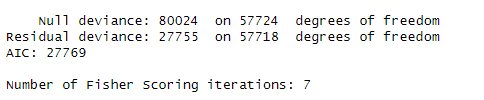 Null deviance: 80024 on 57724 degrees of freedom
Residual deviance: 27755 on 57718 degrees of freedom
AIC: 27769
Number of Fisher Scoring iterations: 7